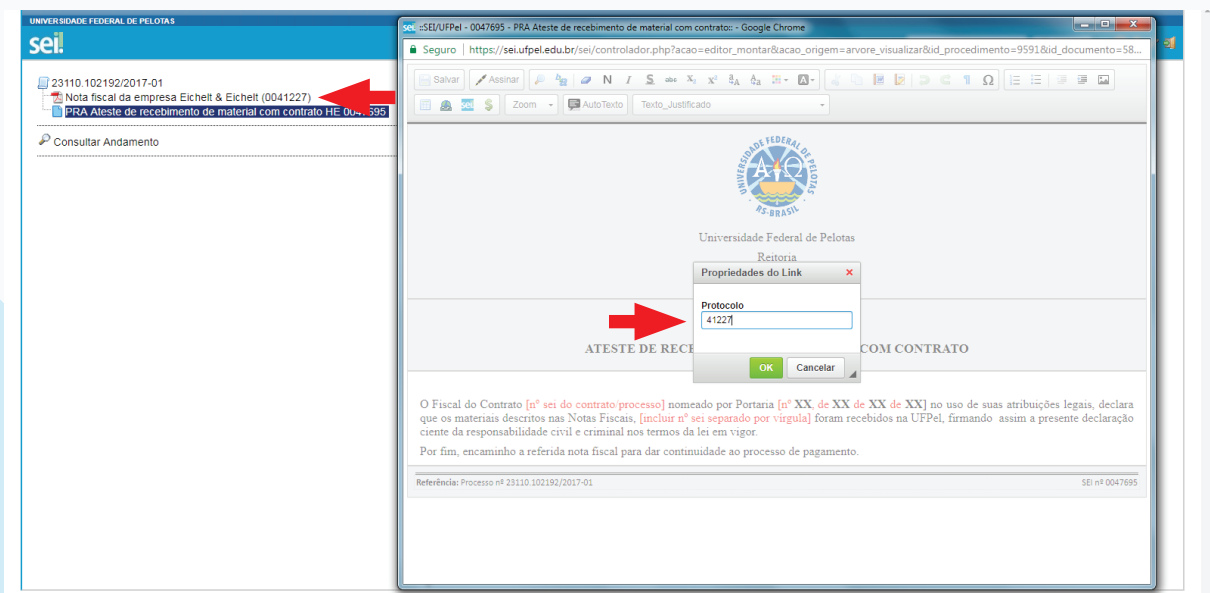 UNIVERSIDADE FEDERAL DE PELOTAS
sei!
23110.102192/2017-01
Nota fiscal da empresa Eichelt & Eichelt (0041227)
PRA Ateste de recebimento de material com contrato HE 0047695
Consultar Andamento
sei ::SEI/UFPel - 0047695 - PRA Ateste de recebimento de material com contrato:: - Google Chrome
Seguro | https://sei.ufpel.edu.br/sei/controlador.php?acao=editor_montar&acao_origem=arvore_visualizar&id_procedimento=9591&id_documento=58...
Salvar Assinar N I S abc
Zoom AutoTexto Texto_Justificado
UNIVERSIDADE FEDERAL DE PELOTAS
RS-BRASIL
Universidade Federal de Pelotas
Reitoria
Propriedades do Link
Protocolo
41227
ATESTE DE RECE COM CONTRATO
OK Cancelar
O Fiscal do Contrato [nº sei do contrato/processo] nomeado por Portaria [nº XX, de XX de XX de XX] no uso de suas atribuições legais, declara
que os materiais descritos nas Notas Fiscais, [incluir nº sei separado por virgula] foram recebidos na UFPel, firmando assim a presente declaração
ciente da responsabilidade civil e criminal nos termos da lei em vigor.
Por fim, encaminho a referida nota fiscal para dar continuidade ao processo de pagamento.
Referência: Processo nº 23110.102192/2017-01 SEI nº 0047695